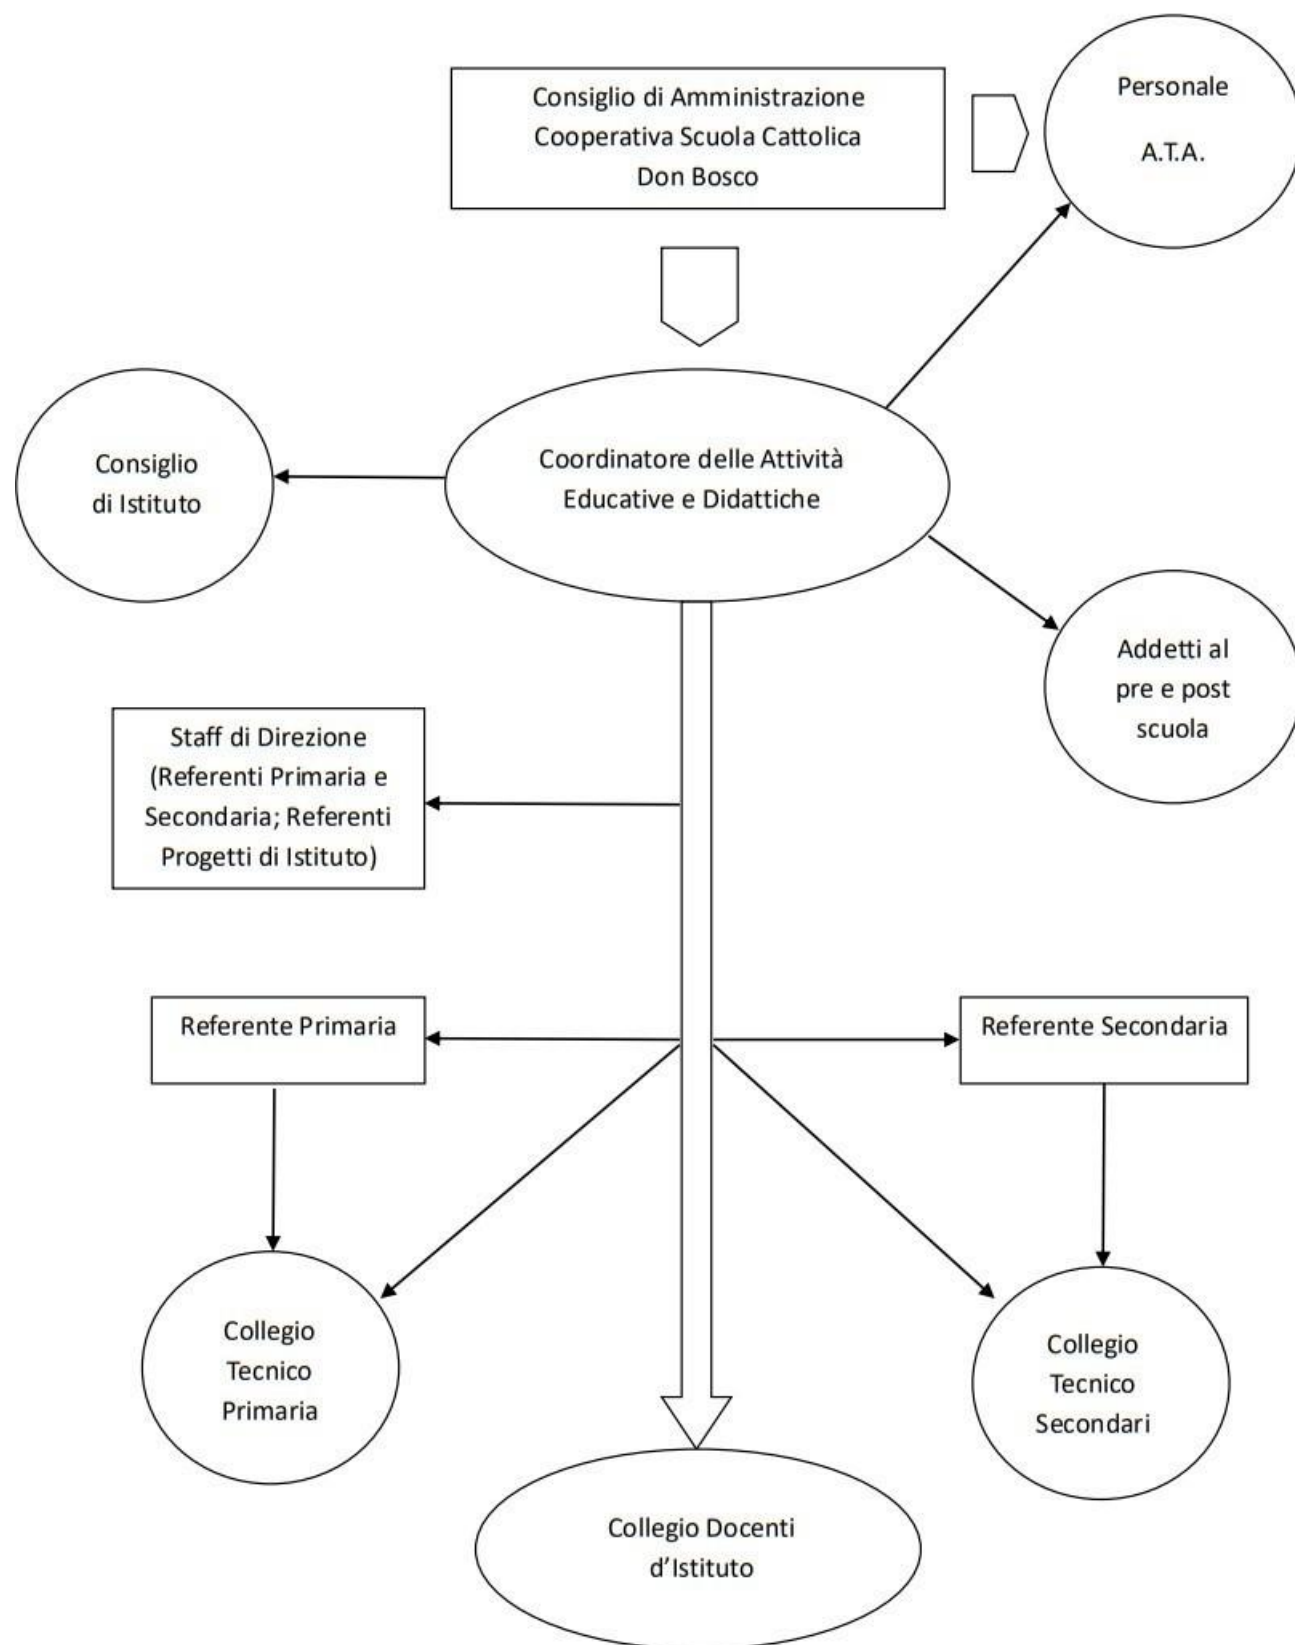 Consiglio di Amministrazione
Cooperativa Scuola Cattolica
Don Bosco
Personale
A.T.A.
Consiglio
di Istituto
Coordinatore delle Attività
Educative e Didattiche
Addetti al
pre e post
scuola
Staff di Direzione
(Referenti Primaria e
Secondaria; Referenti
Progetti di Istituto)
Referente Primaria
Referente Secondaria
Collegio
Tecnico
Primaria
Collegio
Tecnico
Secondari
Collegio Docenti
d’Istituto